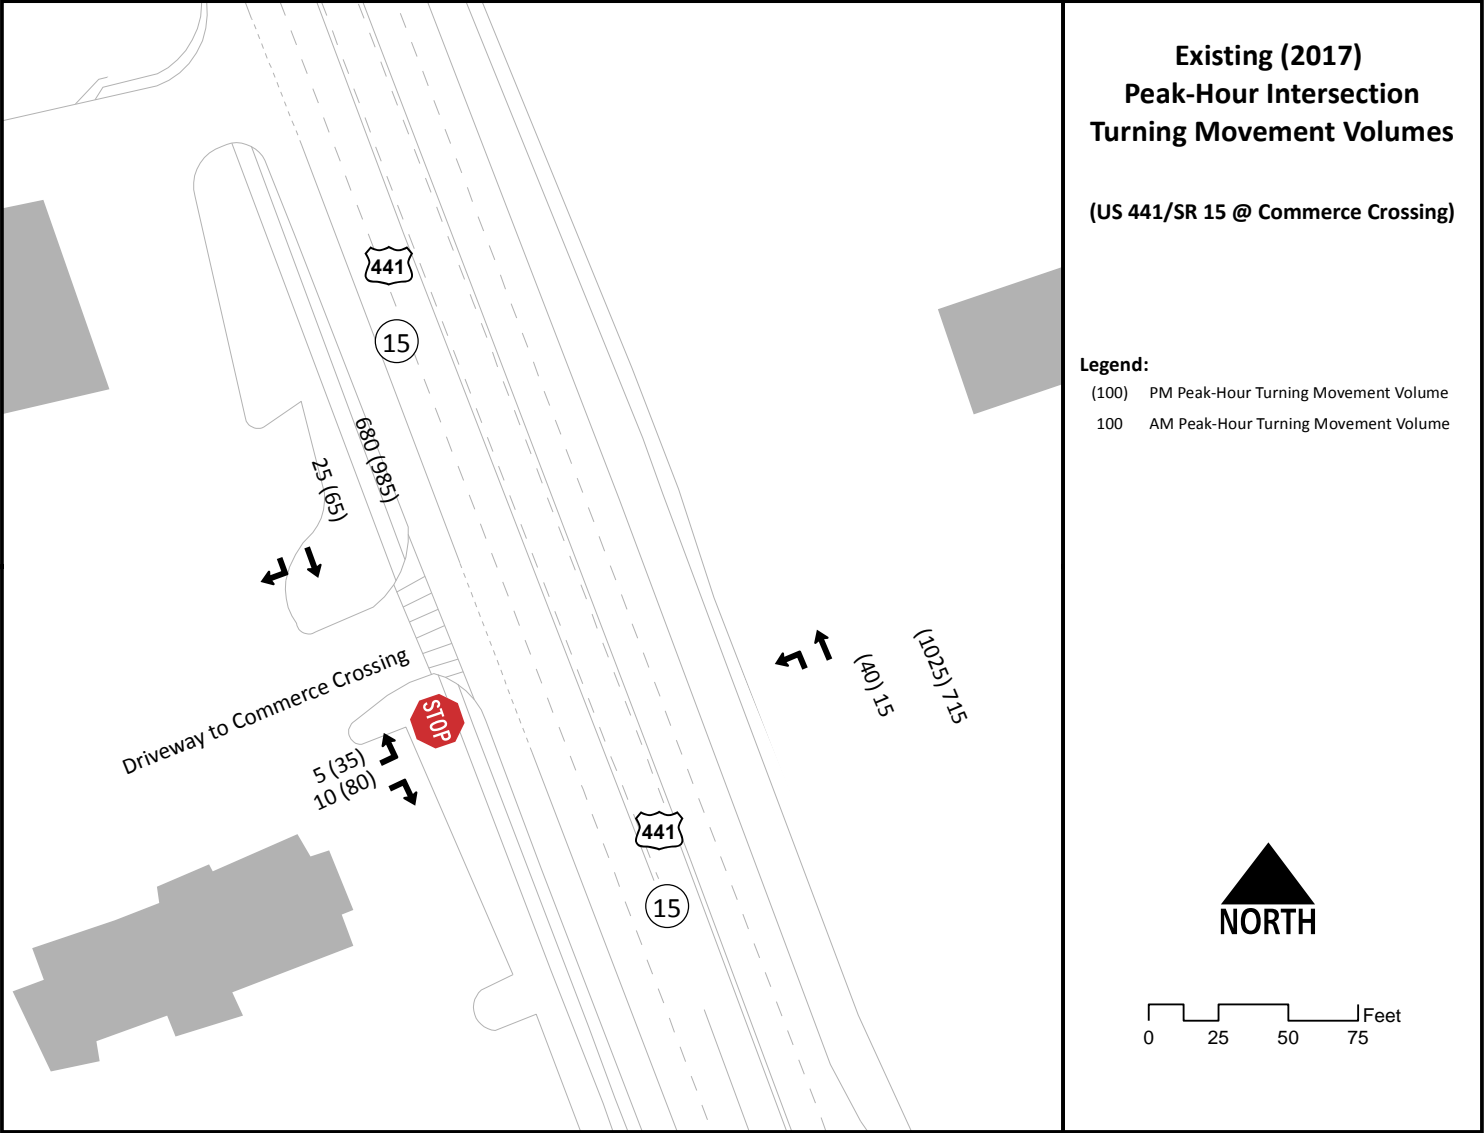 Existing (2017)
Peak-Hour Intersection
Turning Movement Volumes
(US 441/SR 15 @ Commerce Crossing)
Legend:
(100) PM Peak-Hour Turning Movement Volume
100 AM Peak-Hour Turning Movement Volume
441
15
680 (985)
25 (65)
Driveway to Commerce Crossing
STOP
5 (35)
10 (80)
(40) 15
(1025) 715
441
15
NORTH
Feet
0 25 50 75